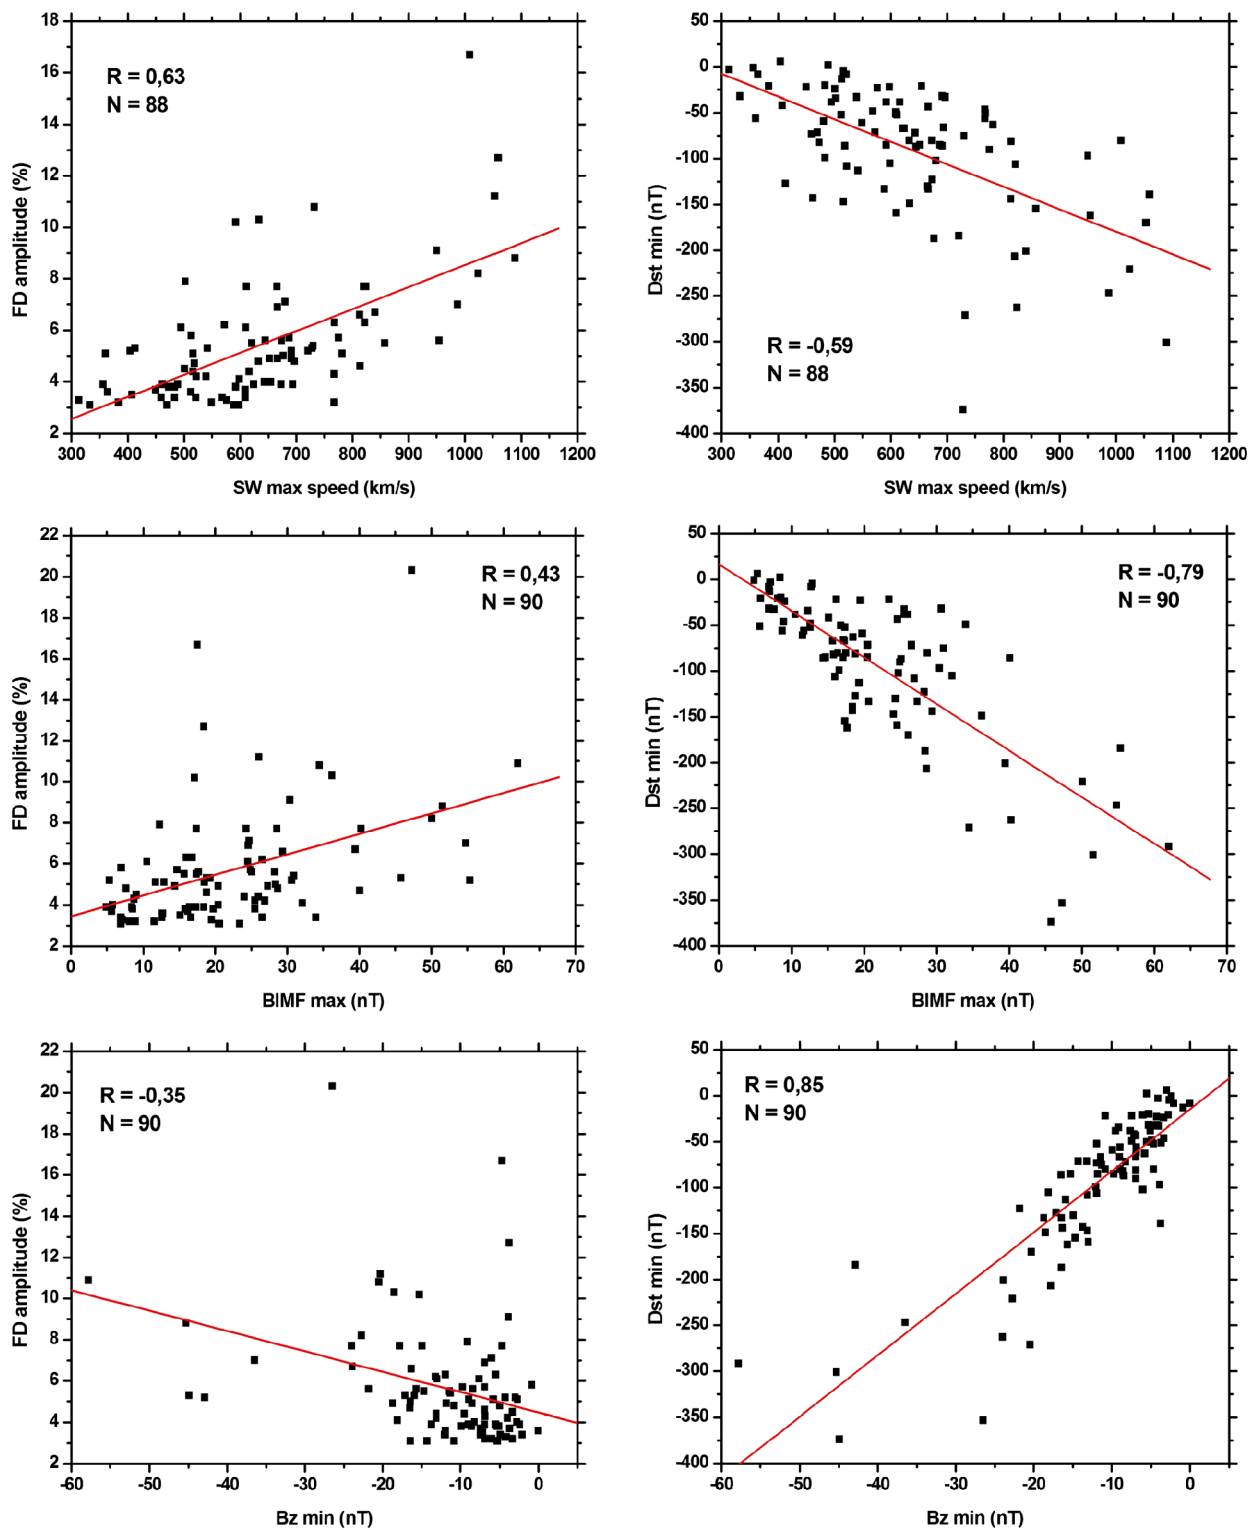 18
16
14
12
10
8
6
4
2
FD amplitude (%)
R = 0,63
N = 88
300 400 500 600 700 800 900 1000 1100 1200
SW max speed (km/s)
50
0
-50
-100
-150
-200
-250
-300
-350
-400
Dst min (nT)
R = -0,59
N = 88
300 400 500 600 700 800 900 1000 1100 1200
SW max speed (km/s)
22
20
18
16
14
12
10
8
6
4
2
FD amplitude (%)
R = 0,43
N = 90
0 10 20 30 40 50 60 70
BIMF max (nT)
50
0
-50
-100
-150
-200
-250
-300
-350
-400
Dst min (nT)
R = -0,79
N = 90
0 10 20 30 40 50 60 70
BIMF max (nT)
22
20
18
16
14
12
10
8
6
4
2
FD amplitude (%)
R = -0,35
N = 90
-60 -50 -40 -30 -20 -10 0
Bz min (nT)
50
0
-50
-100
-150
-200
-250
-300
-350
-400
Dst min (nT)
R = 0,85
N = 90
-60 -50 -40 -30 -20 -10 0
Bz min (nT)